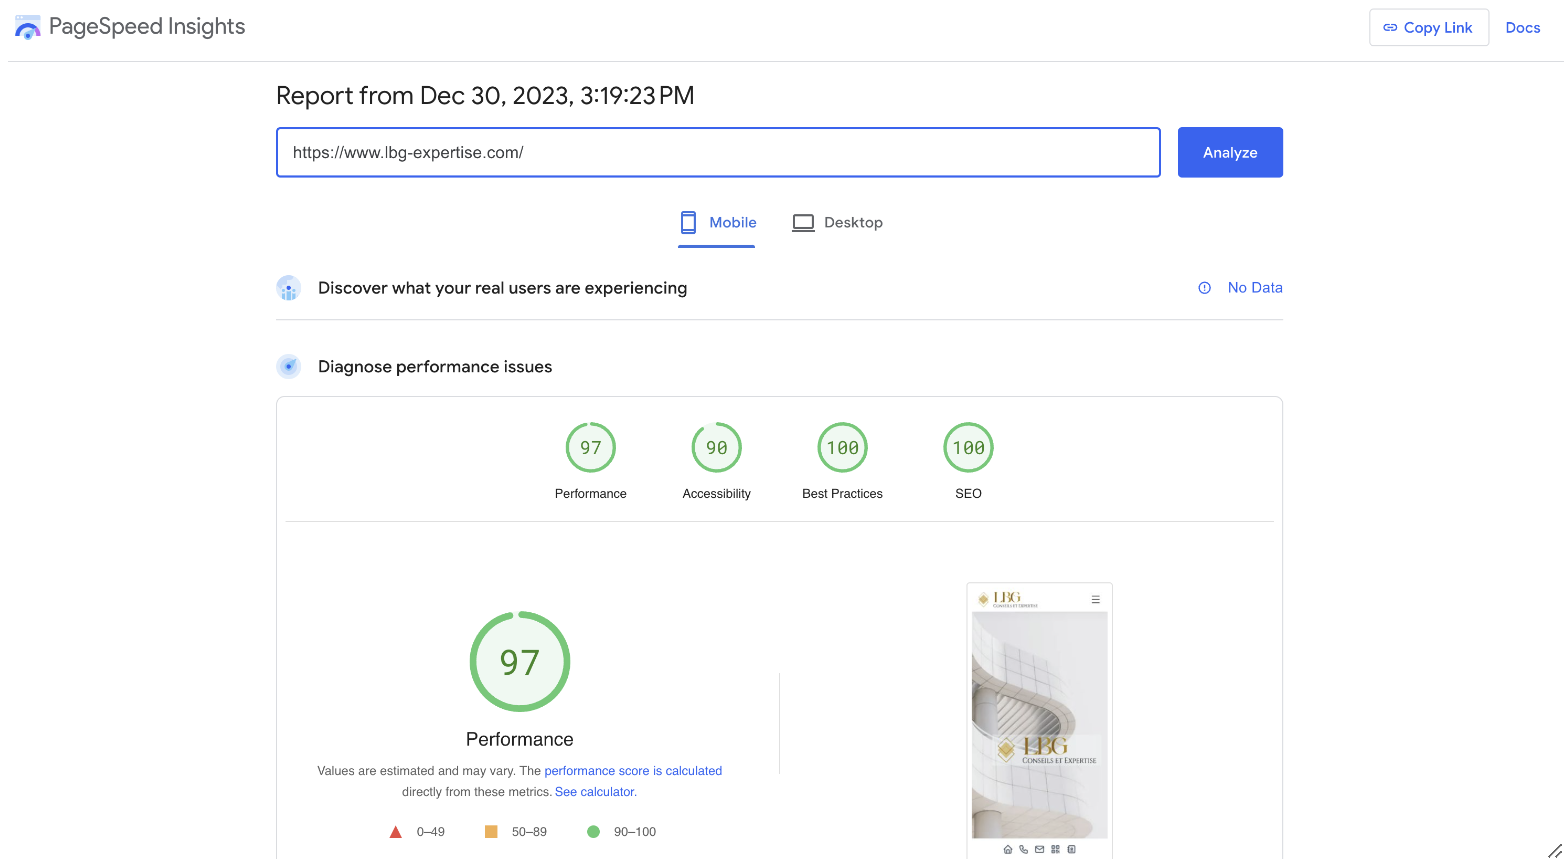 PageSpeed Insights
Copy Link
Docs
Report from Dec 30, 2023, 3:19:23 PM
https://www.lbg-expertise.com/
Analyze
Mobile
Desktop
Discover what your real users are experiencing
No Data
Diagnose performance issues
97
90
100
100
Performance
Accessibility
Best Practices
SEO
97
Performance
Values are estimated and may vary. The performance score is calculated
directly from these metrics. See calculator.
0–49
50–89
90–100
LBG
CONSEILS ET EXPERTISE
LBG
CONSEILS ET EXPERTISE